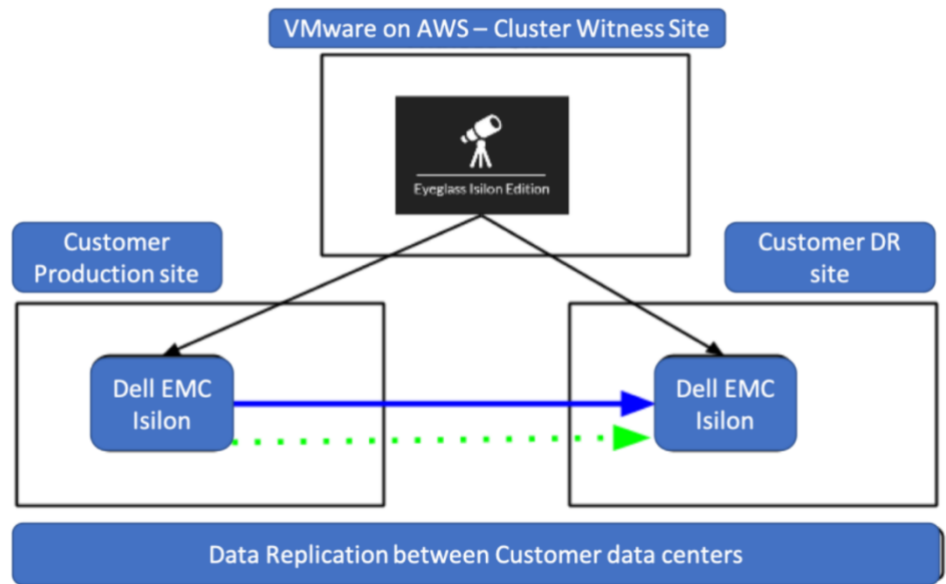 VMware on AWS – Cluster Witness Site
Eyeglass Isilon Edition
Customer
Production site
Customer DR
site
Dell EMC
Isilon
Dell EMC
Isilon
Data Replication between Customer data centers